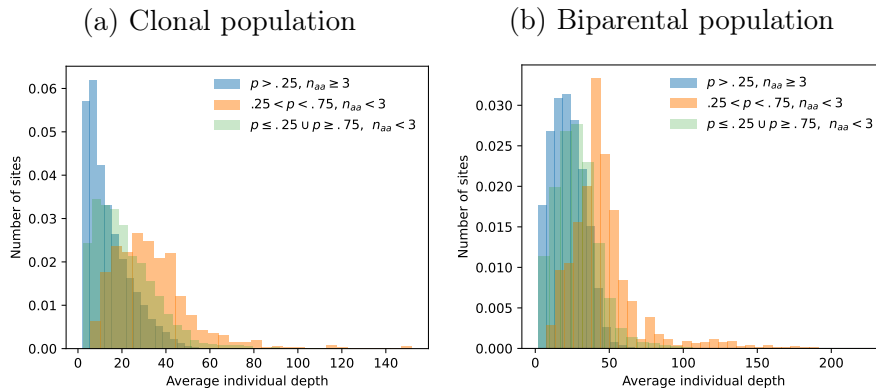 (a) Clonal population
p > .25, n_aa ≥ 3
.25 < p < .75, n_aa < 3
p ≤ .25 ∪ p ≥ .75, n_aa < 3
Number of sites
0.06
0.05
0.04
0.03
0.02
0.01
0.00
0 20 40 60 80 100 120 140
Average individual depth
(b) Biparental population
p > .25, n_aa ≥ 3
.25 < p < .75, n_aa < 3
p ≤ .25 ∪ p ≥ .75, n_aa < 3
Number of sites
0.030
0.025
0.020
0.015
0.010
0.005
0.000
0 50 100 150 200
Average individual depth